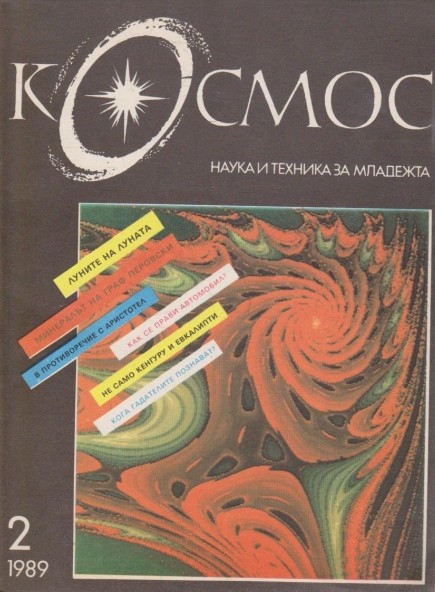 КОСМОС
НАУКА И ТЕХНИКА ЗА МЛАДЕЖТА
ЛУНИТЕ НА ЛУНАТА
МИНЕРАЛЪТ НА ГРАФ ПЕРОВСКИ
В ПРОТИВОРЕЧИЕ С АРИСТОТЕЛ
КАК СЕ ПРАВИ АВТОМОБИЛ?
НЕ САМО КЕНГУРУ И ЕВКАЛИПТИ
КОГА ГАДАТЕЛИТЕ ПОЗНАВАТ?
2
1989